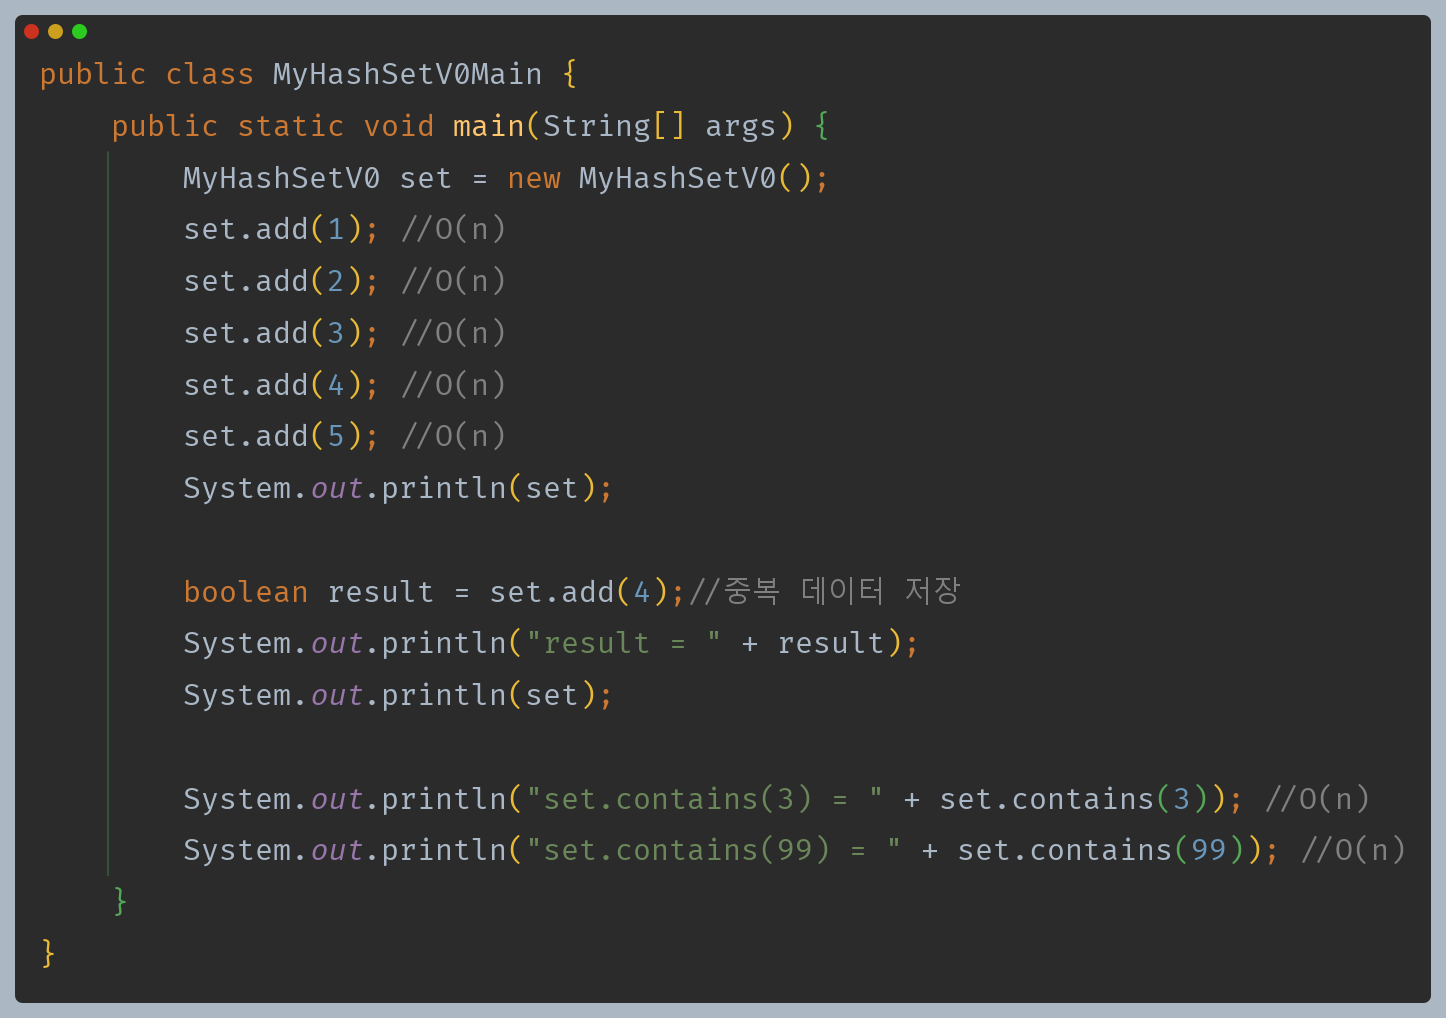 public class MyHashSetV0Main {
    public static void main(String[] args) {
        MyHashSetV0 set = new MyHashSetV0();
        set.add(1); //O(n)
        set.add(2); //O(n)
        set.add(3); //O(n)
        set.add(4); //O(n)
        set.add(5); //O(n)
        System.out.println(set);

        boolean result = set.add(4);//중복 데이터 저장
        System.out.println("result = " + result);
        System.out.println(set);

        System.out.println("set.contains(3) = " + set.contains(3)); //O(n)
        System.out.println("set.contains(99) = " + set.contains(99)); //O(n)
    }
}